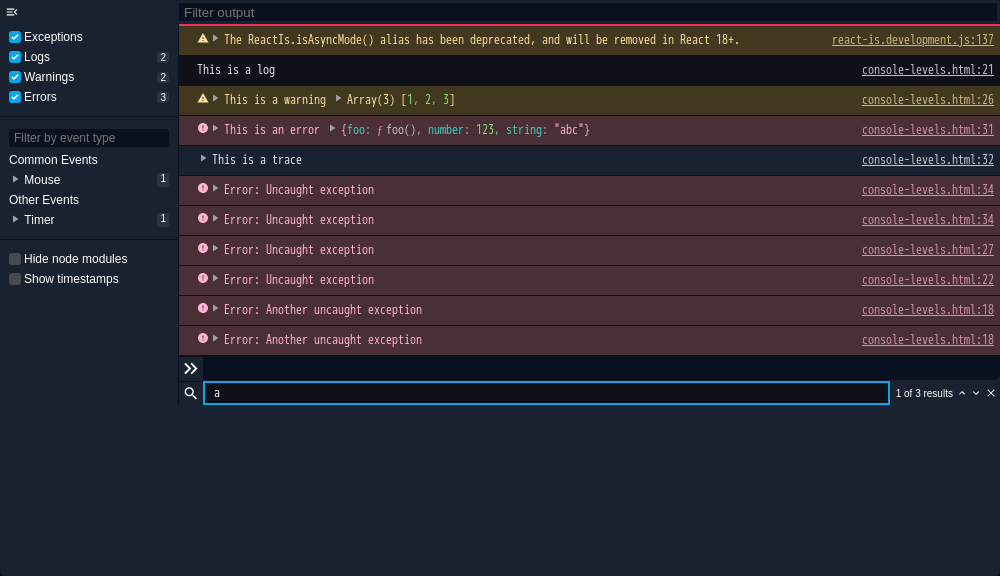 Filter output
Exceptions
Logs 2
Warnings 2
Errors 3
Filter by event type
Common Events
Mouse 1
Other Events
Timer 1
Hide node modules
Show timestamps
The ReactIs.isAsyncMode() alias has been deprecated, and will be removed in React 18+. react-is.development.js:137
This is a log console-levels.html:21
This is a warning Array(3) [1, 2, 3] console-levels.html:26
This is an error {foo: ƒ foo(), number: 123, string: "abc"} console-levels.html:31
This is a trace console-levels.html:32
Error: Uncaught exception console-levels.html:34
Error: Uncaught exception console-levels.html:34
Error: Uncaught exception console-levels.html:27
Error: Uncaught exception console-levels.html:22
Error: Another uncaught exception console-levels.html:18
Error: Another uncaught exception console-levels.html:18
a 1 of 3 results